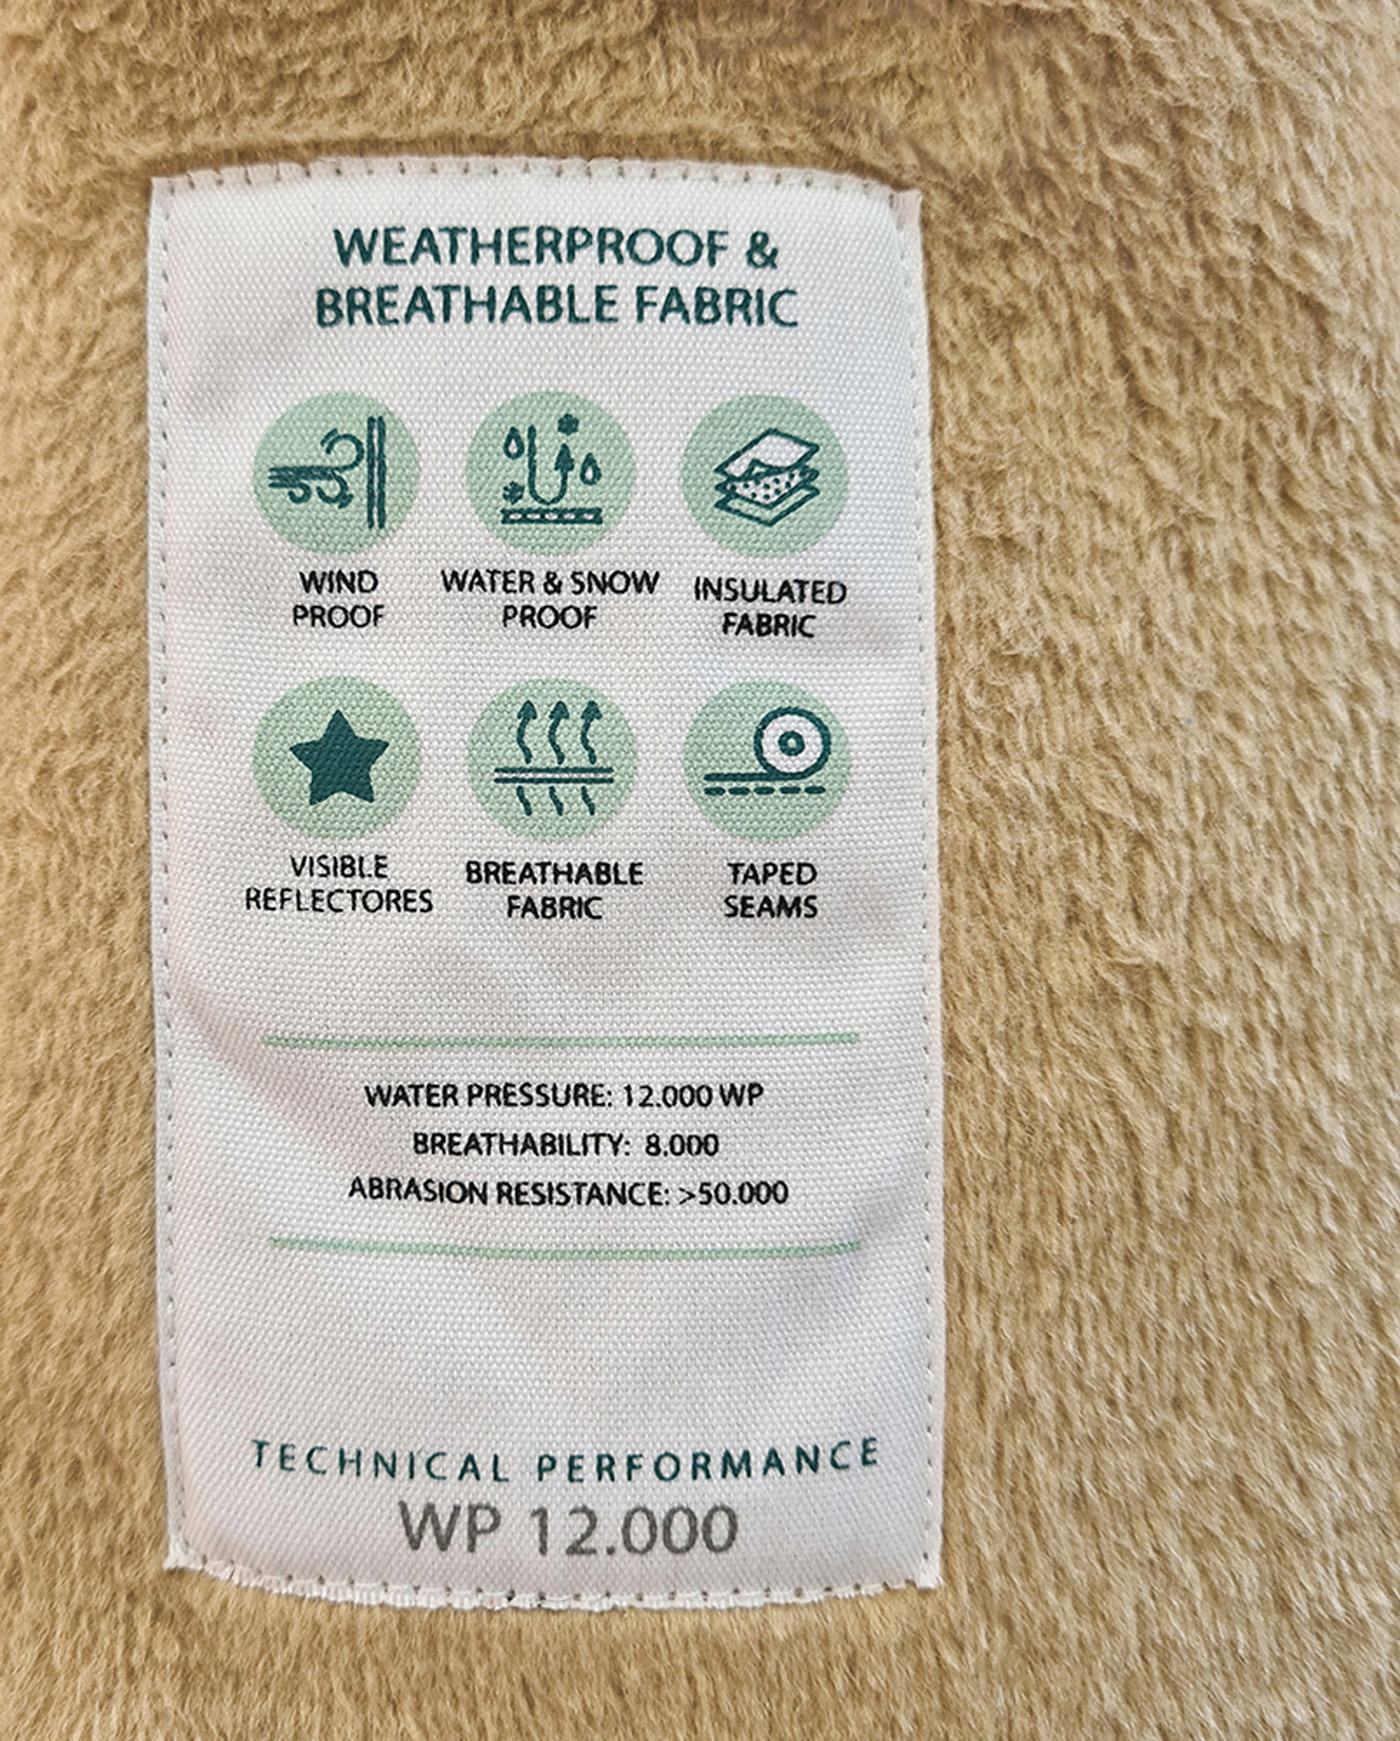 WEATHERPROOF &
BREATHABLE FABRIC
WIND
PROOF
WATER & SNOW
PROOF
INSULATED
FABRIC
VISIBLE
REFLECTORES
BREATHABLE
FABRIC
TAPED
SEAMS
WATER PRESSURE: 12.000 WP
BREATHABILITY: 8.000
ABRASION RESISTANCE: >50.000
TECHNICAL PERFORMANCE
WP 12.000